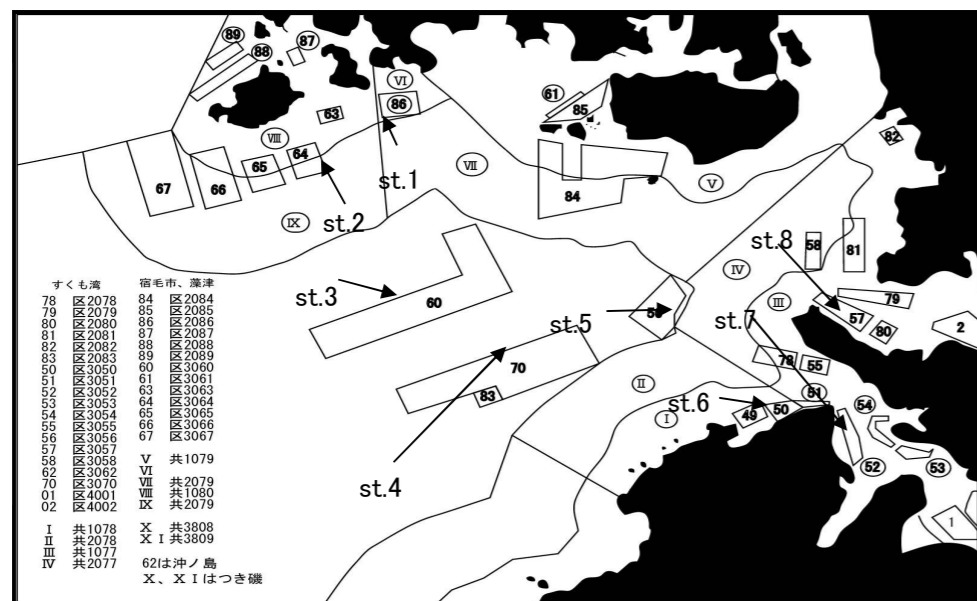 89
88
87
Ⅵ
86
63
61
85
Ⅷ
64
65
67
66
st.1
Ⅶ
82
Ⅴ
84
st.2
Ⅸ
st.8
58
81
Ⅳ
すくも湾 宿毛市、藻津
78 区2078 84 区2084
79 区2079 85 区2085
80 区2080 86 区2086
81 区2081 87 区2087
82 区2082 88 区2088
83 区2083 89 区2089
50 区3050 60 区3060
51 区3051 61 区3061
52 区3052 63 区3063
53 区3053 64 区3064
54 区3054 65 区3065
55 区3055 66 区3066
56 区3056 67 区3067
57 区3057
58 区3058 Ⅴ 共1079
62 区3062 Ⅵ
70 区3070 Ⅶ 共2079
01 区4001 Ⅷ 共1080
02 区4002 Ⅸ 共2079
Ⅰ 共1078 Ⅹ 共3808
Ⅱ 共2078 ⅩⅠ 共3809
Ⅲ 共1077
Ⅳ 共2077 62は沖ノ島
Ⅹ、ⅩⅠはつき磯
st.3
60
st.5
Ⅲ
79
57
80
2
st.7
70
83
78
55
Ⅱ
51
st.6
49
50
54
Ⅰ
52
53
st.4
1